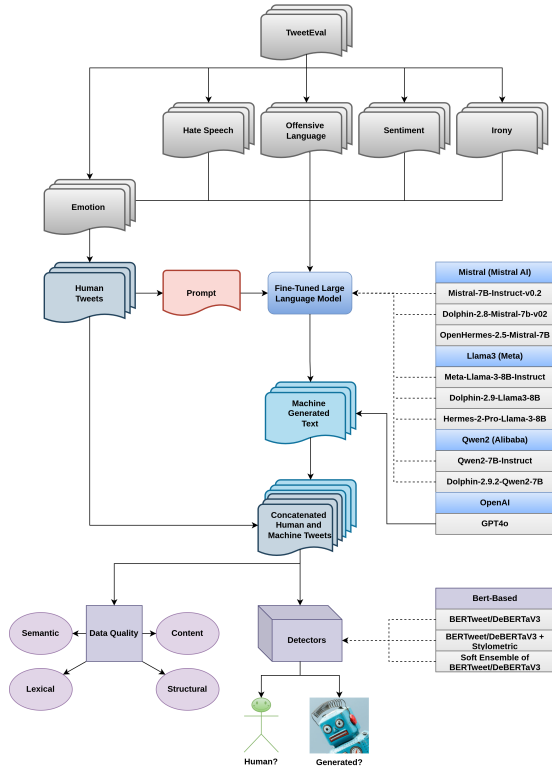 TweetEval
Hate Speech
Offensive
Language
Sentiment
Irony
Emotion
Human
Tweets
Prompt
Fine-Tuned Large
Language Model
Mistral (Mistral AI)
Mistral-7B-Instruct-v0.2
Dolphin-2.8-Mistral-7b-v02
OpenHermes-2.5-Mistral-7B
Llama3 (Meta)
Meta-Llama-3-8B-Instruct
Dolphin-2.9-Llama3-8B
Hermes-2-Pro-Llama-3-8B
Qwen2 (Alibaba)
Qwen2-7B-Instruct
Dolphin-2.9.2-Qwen2-7B
OpenAI
GPT4o
Machine
Generated
Text
Concatenated
Human and
Machine Tweets
Semantic
Data Quality
Content
Lexical
Structural
Detectors
Bert-Based
BERTweet/DeBERTaV3
BERTweet/DeBERTaV3 +
Stylometric
Soft Ensemble of
BERTweet/DeBERTaV3
Human?
Generated?